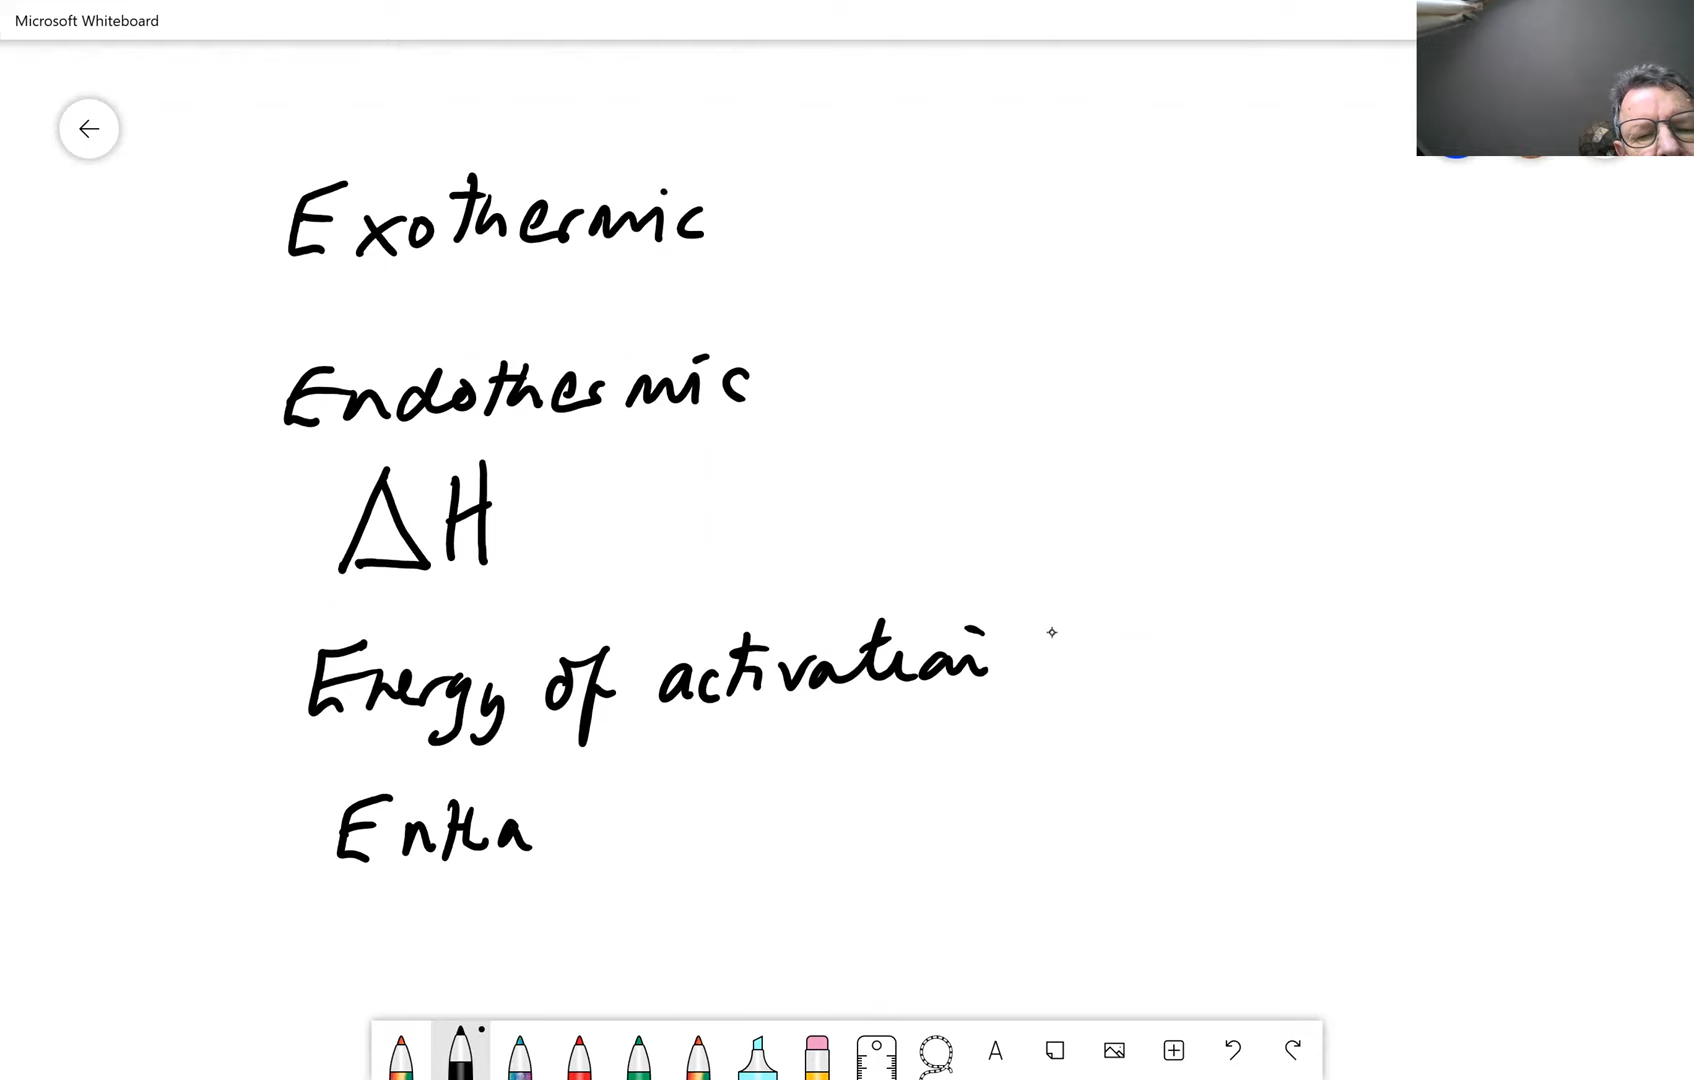 Microsoft Whiteboard
Exothermic
Endothermic
ΔH
Energy of activation
Entha
A